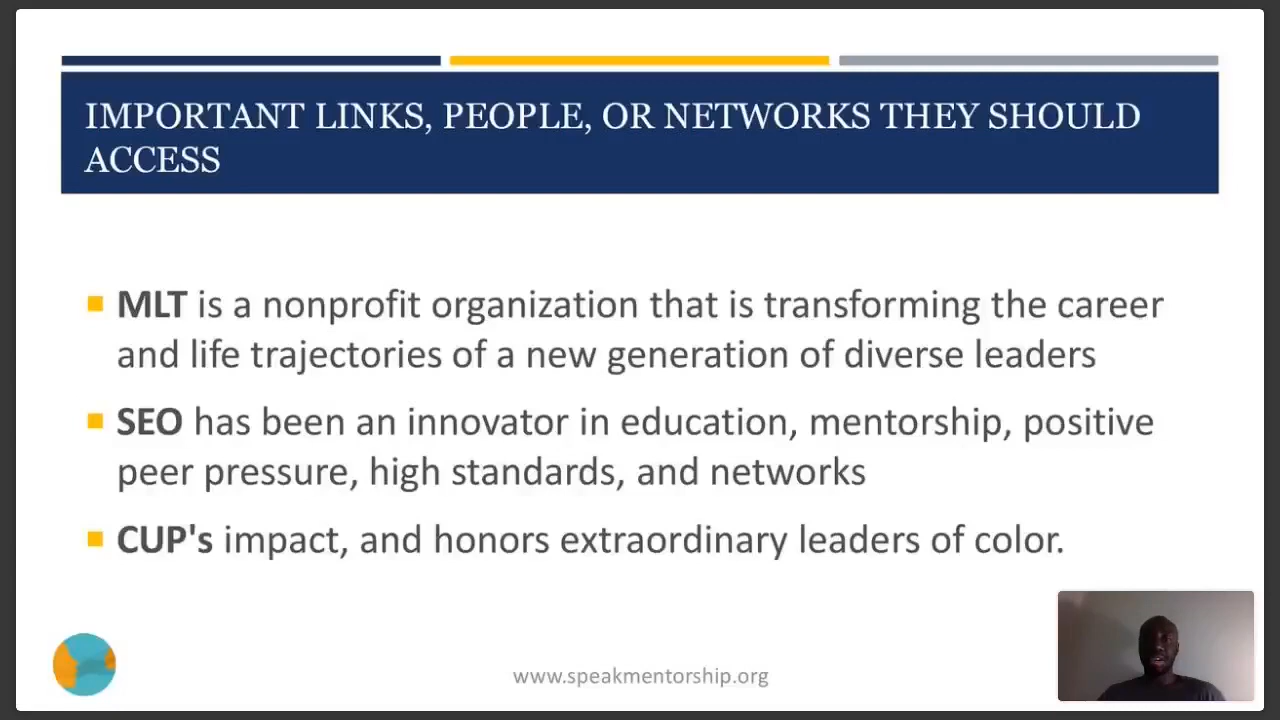 IMPORTANT LINKS, PEOPLE, OR NETWORKS THEY SHOULD
ACCESS
MLT is a nonprofit organization that is transforming the career
and life trajectories of a new generation of diverse leaders
SEO has been an innovator in education, mentorship, positive
peer pressure, high standards, and networks
CUP's impact, and honors extraordinary leaders of color.
www.speakmentorship.org